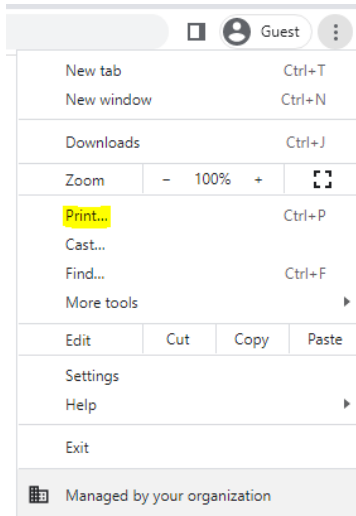 Guest
New tab Ctrl+T
New window Ctrl+N
Downloads Ctrl+J
Zoom - 100% +
Print... Ctrl+P
Cast...
Find... Ctrl+F
More tools
Edit Cut Copy Paste
Settings
Help
Exit
Managed by your organization